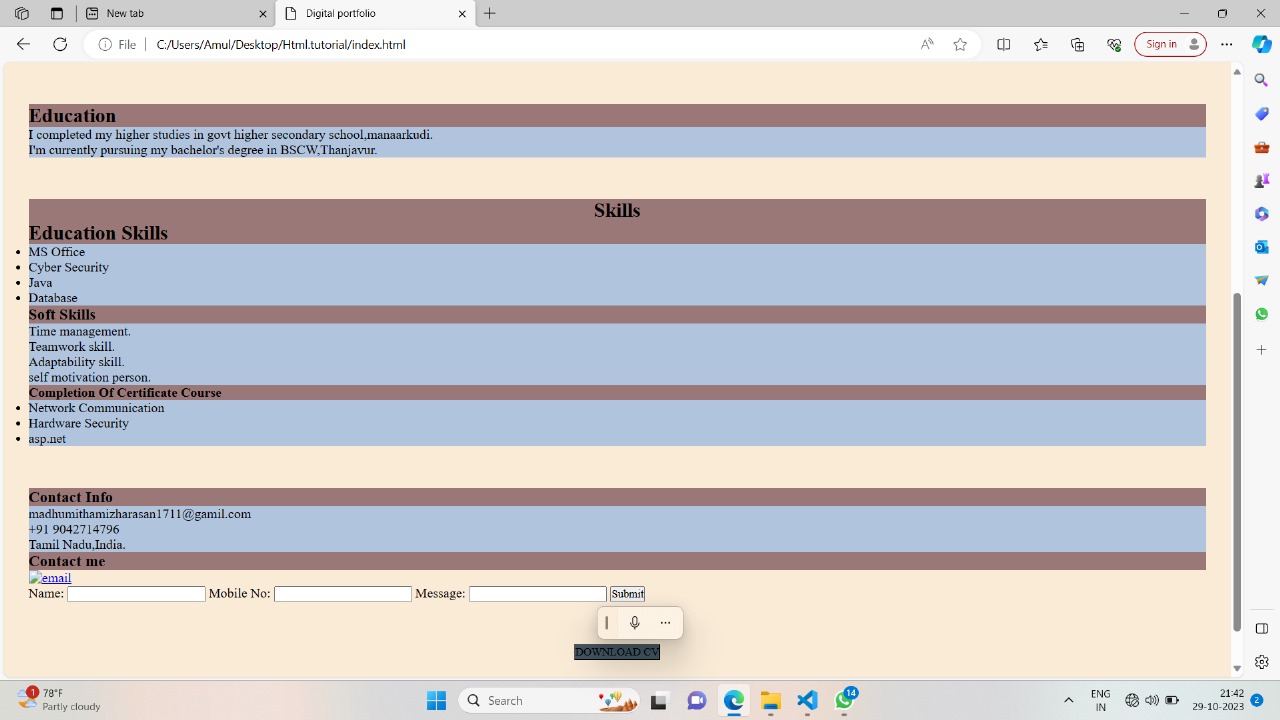 New tab
Digital portfolio
File
C:/Users/Amul/Desktop/Html.tutorial/index.html
Sign in
Education
I completed my higher studies in govt higher secondary school,manaarkudi.
I'm currently pursuing my bachelor's degree in BSCW,Thanjavur.
Skills
Education Skills
MS Office
Cyber Security
Java
Database
Soft Skills
Time management.
Teamwork skill.
Adaptability skill.
self motivation person.
Completion Of Certificate Course
Network Communication
Hardware Security
asp.net
Contact Info
madhumithamizharasan1711@gamil.com
+91 9042714796
Tamil Nadu,India.
Contact me
email
Name: Mobile No: Message: Submit
DOWNLOAD CV
1
78°F
Partly cloudy
Search
14
ENG
IN
21:42
29-10-2023
2